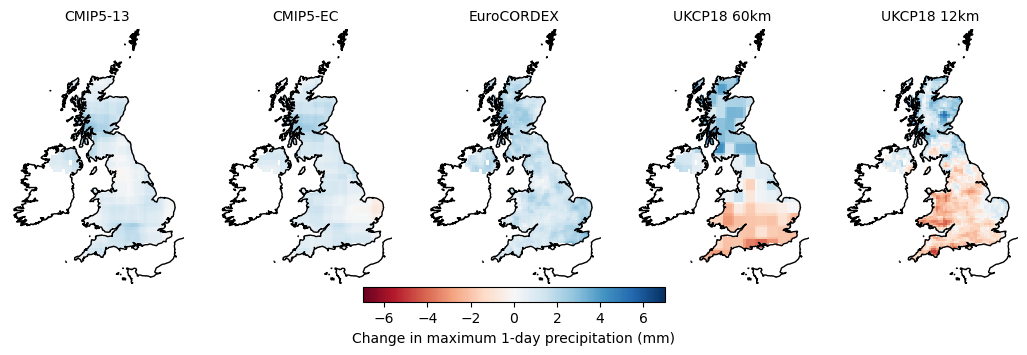 CMIP5-13 CMIP5-EC EuroCORDEX UKCP18 60km UKCP18 12km
−6 −4 −2 0 2 4 6
Change in maximum 1-day precipitation (mm)